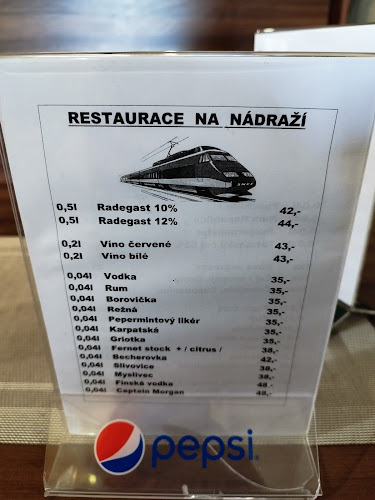 RESTAURACE NA NÁDRAŽÍ
0,5l Radegast 10% 42,-
0,5l Radegast 12% 44,-
0,2l Víno červené 43,-
0,2l Víno bílé 43,-
0,04l Vodka 35,-
0,04l Rum 35,-
0,04l Borovička 35,-
0,04l Režná 35,-
0,04l Pepermintový likér 35,-
0,04l Karpatská 35,-
0,04l Griotka 35,-
0,04l Fernet stock + / citrus / 38,-
0,04l Becherovka 42,-
0,04l Slivovice 38,-
0,04l Myslivec 38,-
0,04l Finská vodka 48,-
0,04l Captein Morgan 48,-
pepsi